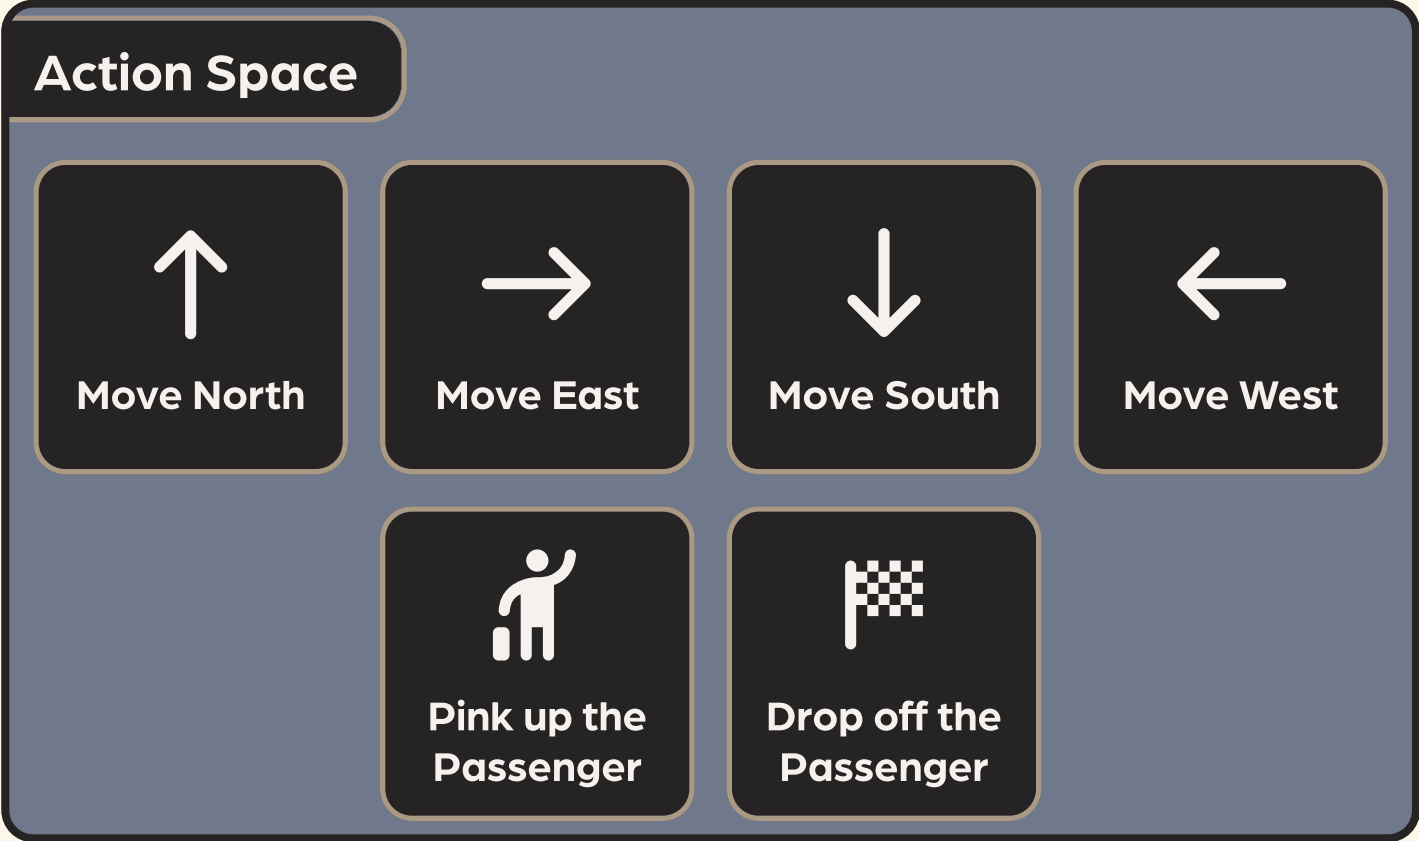 Action Space
Move North
Move East
Move South
Move West
Pink up the
Passenger
Drop off the
Passenger